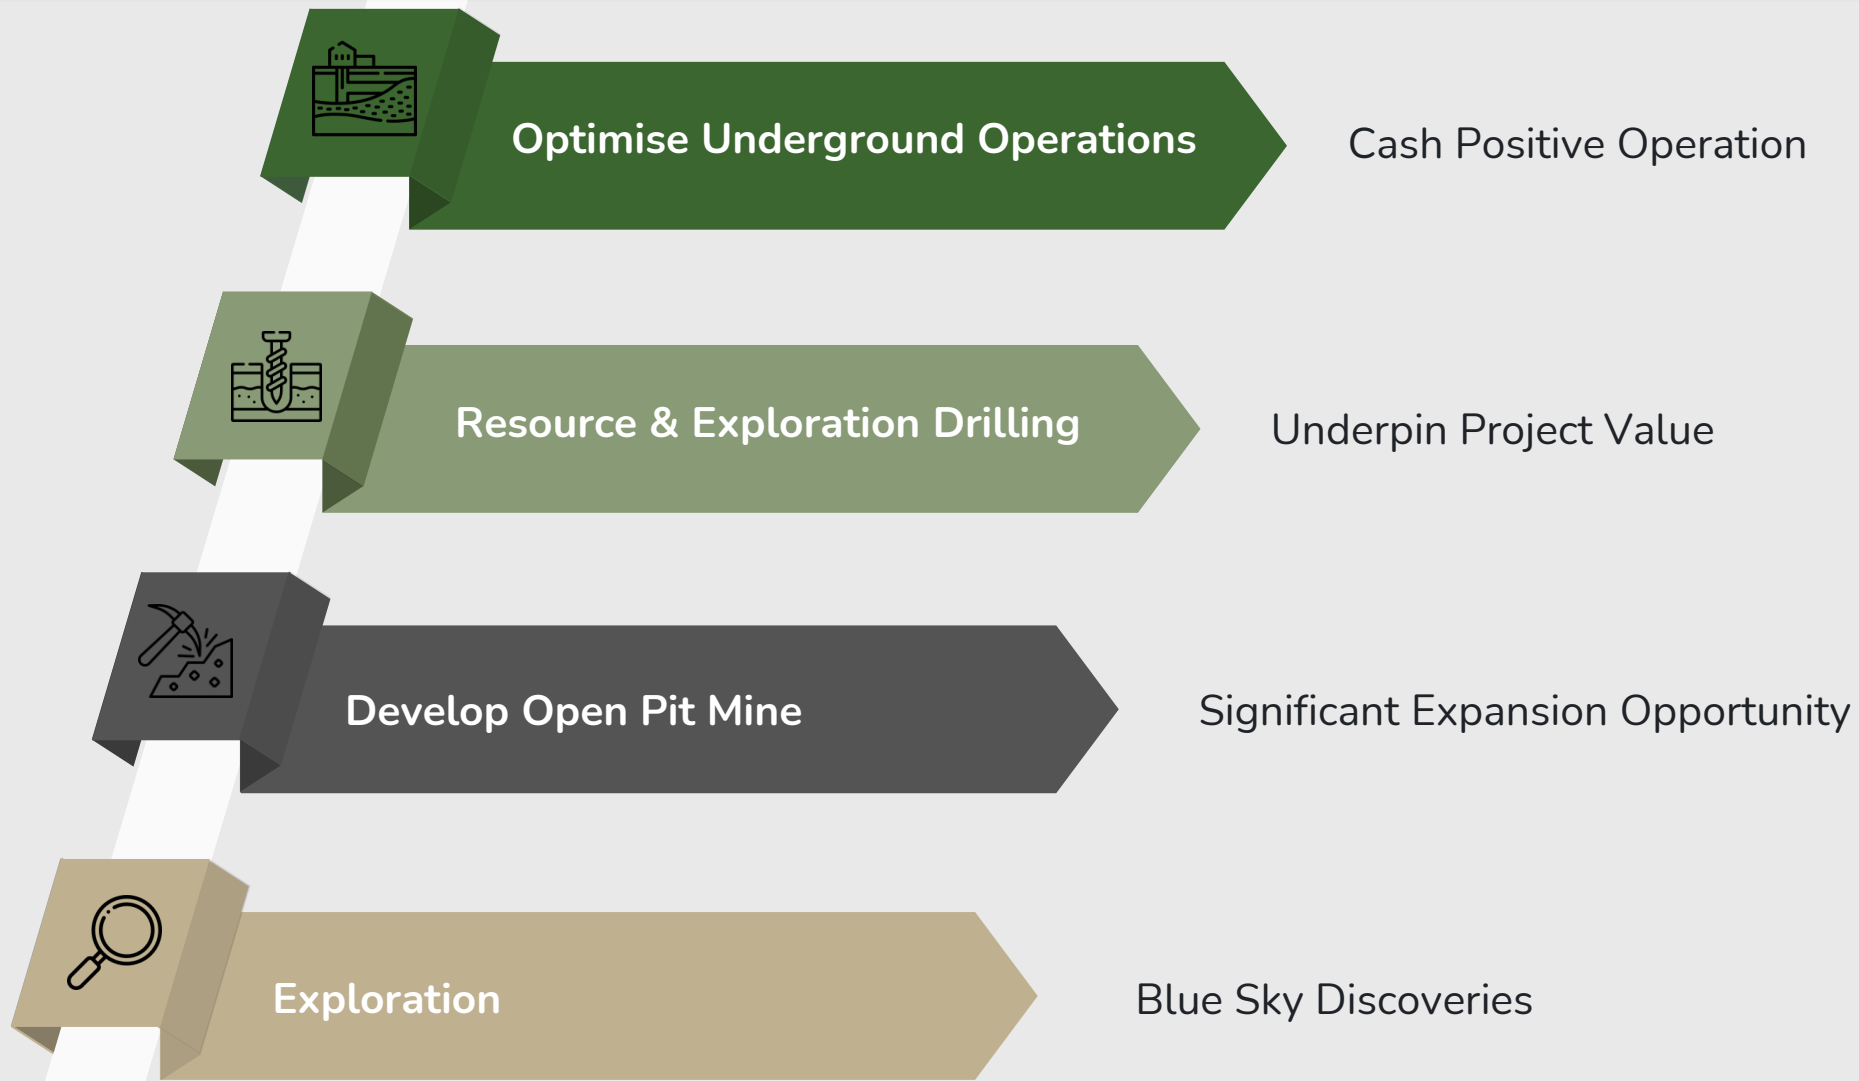 Optimise Underground Operations
Cash Positive Operation
Resource & Exploration Drilling
Underpin Project Value
Develop Open Pit Mine
Significant Expansion Opportunity
Exploration
Blue Sky Discoveries